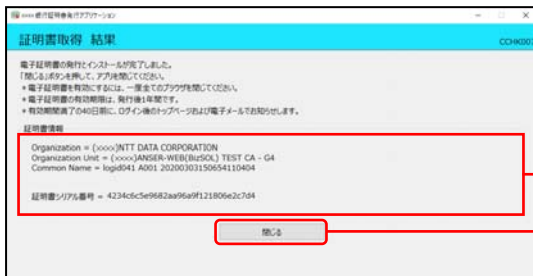 xxxx銀行証明書発行アプリケーション
証明書取得 結果
CCHK007
電子証明書の発行とインストールが完了しました。
「閉じる」ボタンを押して、アプリを閉じてください。
*電子証明書を有効にするには、一度全てのブラウザを閉じてください。
*電子証明書の有効期限は、発行後1年間です。
*有効期間満了の40日前に、ログイン後のトップページおよび電子メールでお知らせします。
証明書情報
Organization = (xxxx)NTT DATA CORPORATION
Organization Unit = (xxxx)ANSER-WEB(BizSOL) TEST CA - G4
Common Name = logid041 A001 20200303150654110404
証明書シリアル番号 = 4234c6c5e9682aa96a9f121806e2c7d4
閉じる